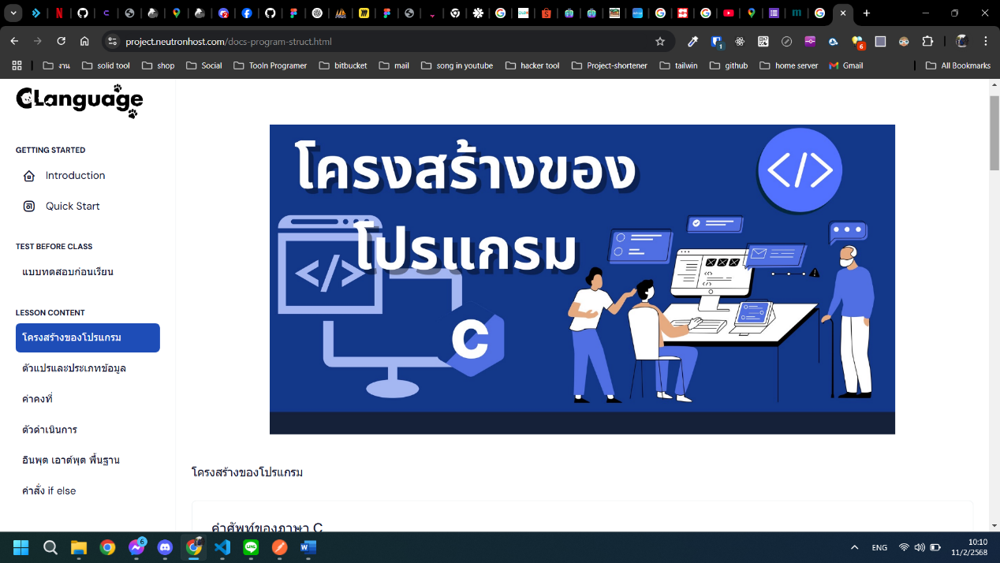 project.neutronhost.com/docs-program-struct.html
งาน
solid tool
shop
Social
Tooln Programer
bitbucket
mail
song in youtube
hacker tool
Project-shortener
tailwin
github
home server
Gmail
All Bookmarks
CLanguage
GETTING STARTED
Introduction
Quick Start
TEST BEFORE CLASS
แบบทดสอบก่อนเรียน
LESSON CONTENT
โครงสร้างของโปรแกรม
ตัวแปรและประเภทข้อมูล
ค่าคงที่
ตัวดำเนินการ
อินพุต เอาต์พุต พื้นฐาน
คำสั่ง if else
โครงสร้างของ
โปรแกรม
</>
</>
C
โครงสร้างของโปรแกรม
คำศัพท์ของภาษา C
ENG
10:10
11/2/2568